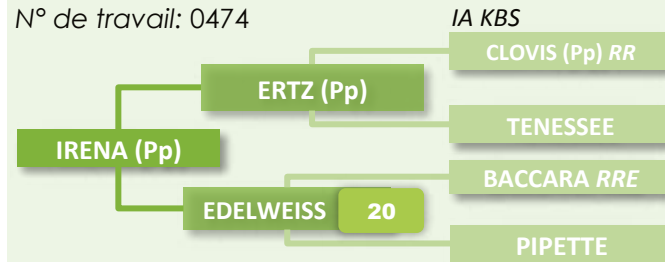 N° de travail: 0474
IA KBS
CLOVIS (Pp) RR
ERTZ (Pp)
TENESSEE
IRENA (Pp)
BACCARA RRE
EDELWEISS 20
PIPETTE